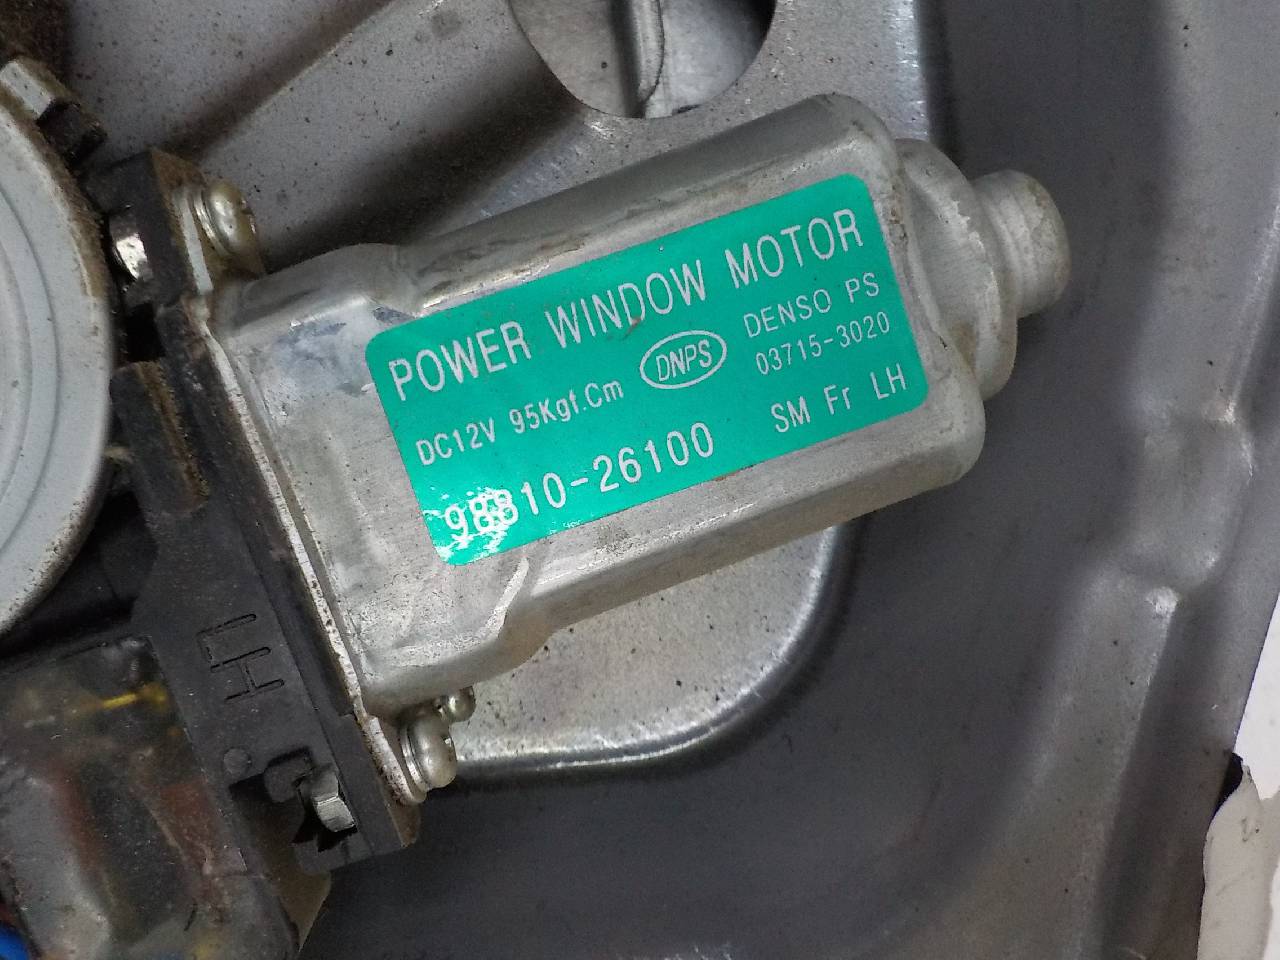 POWER WINDOW MOTOR
DC12V 95Kgf.Cm DNPS DENSO PS
03715-3020
98810-26100 SM Fr LH
LH